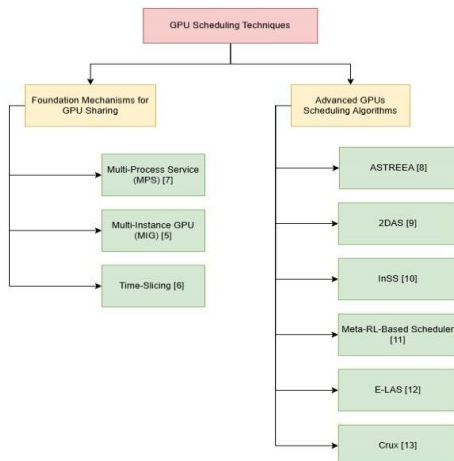 GPU Scheduling Techniques
Foundation Mechanisms for
GPU Sharing
Multi-Process Service
(MPS) [7]
Multi-Instance GPU
(MIG) [5]
Time-Slicing [6]
Advanced GPUs
Scheduling Algorithms
ASTREEA [8]
2DAS [9]
InSS [10]
Meta-RL-Based Scheduler
[11]
E-LAS [12]
Crux [13]